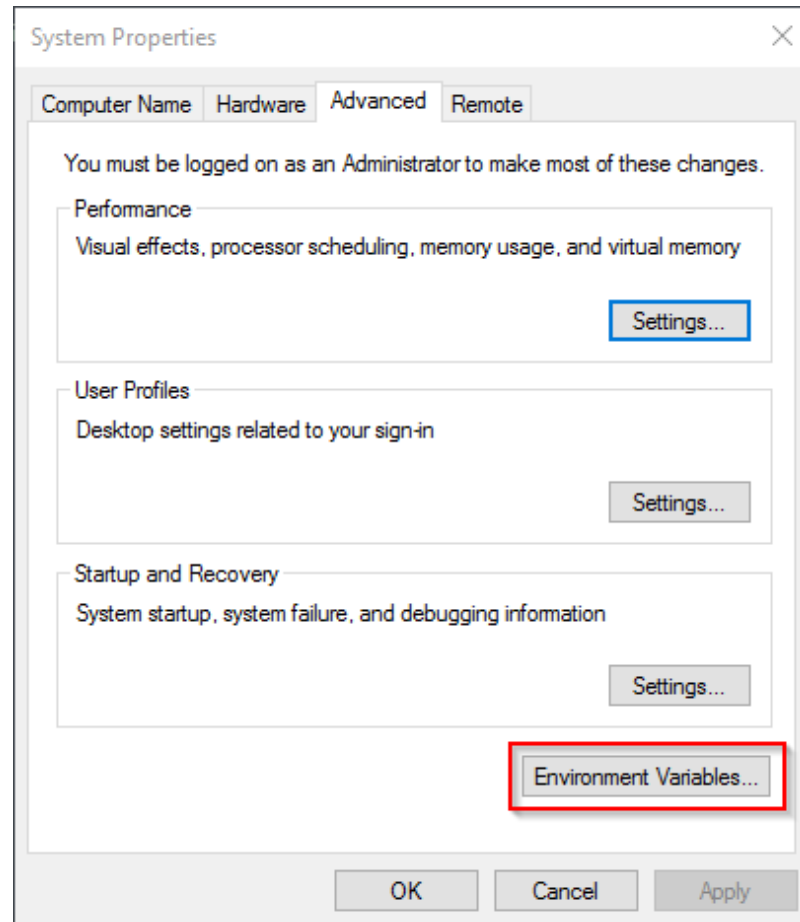 System Properties
Computer Name Hardware Advanced Remote
You must be logged on as an Administrator to make most of these changes.
Performance
Visual effects, processor scheduling, memory usage, and virtual memory
Settings...
User Profiles
Desktop settings related to your sign-in
Settings...
Startup and Recovery
System startup, system failure, and debugging information
Settings...
Environment Variables...
OK Cancel Apply